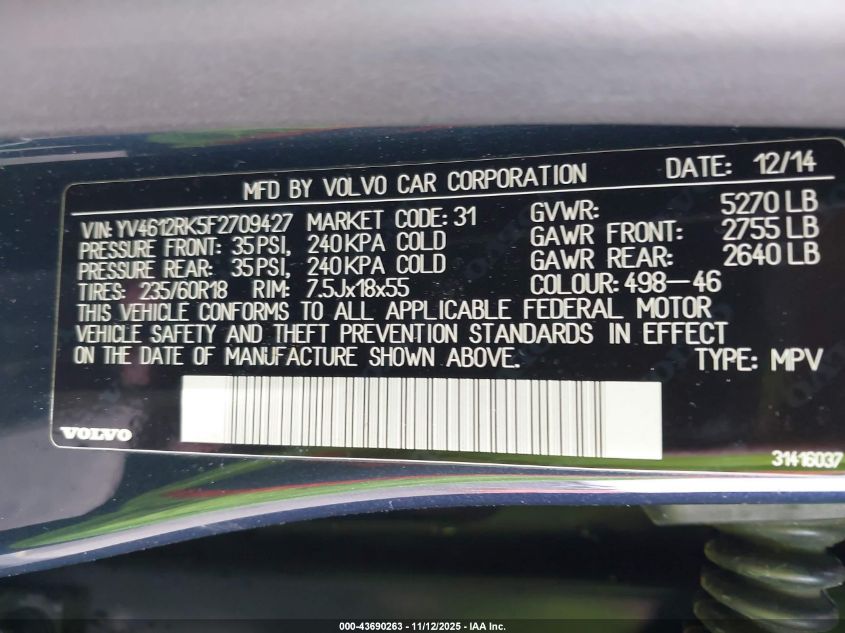 MFD BY VOLVO CAR CORPORATION DATE: 12/14
VIN: YV4612RK5F2709427 MARKET CODE: 31 GVWR: 5270 LB
PRESSURE FRONT: 35 PSI, 240 KPA COLD GAWR FRONT: 2755 LB
PRESSURE REAR: 35 PSI, 240 KPA COLD GAWR REAR: 2640 LB
TIRES: 235/60R18 RIM: 7.5Jx18x55 COLOUR: 498-46
THIS VEHICLE CONFORMS TO ALL APPLICABLE FEDERAL MOTOR
VEHICLE SAFETY AND THEFT PREVENTION STANDARDS IN EFFECT
ON THE DATE OF MANUFACTURE SHOWN ABOVE. TYPE: MPV
VOLVO
31416037
000-43690263 - 11/12/2025 - IAA Inc.